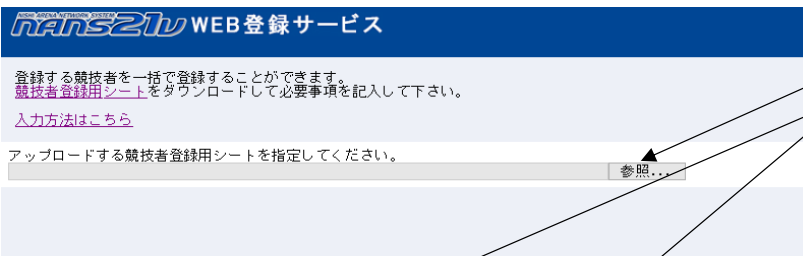 NISHI ARENA NETWORK SYSTEM
nans21v WEB登録サービス
登録する競技者を一括で登録することができます。
競技者登録用シートをダウンロードして必要事項を記入して下さい。
入力方法はこちら
アップロードする競技者登録用シートを指定してください。
参照...